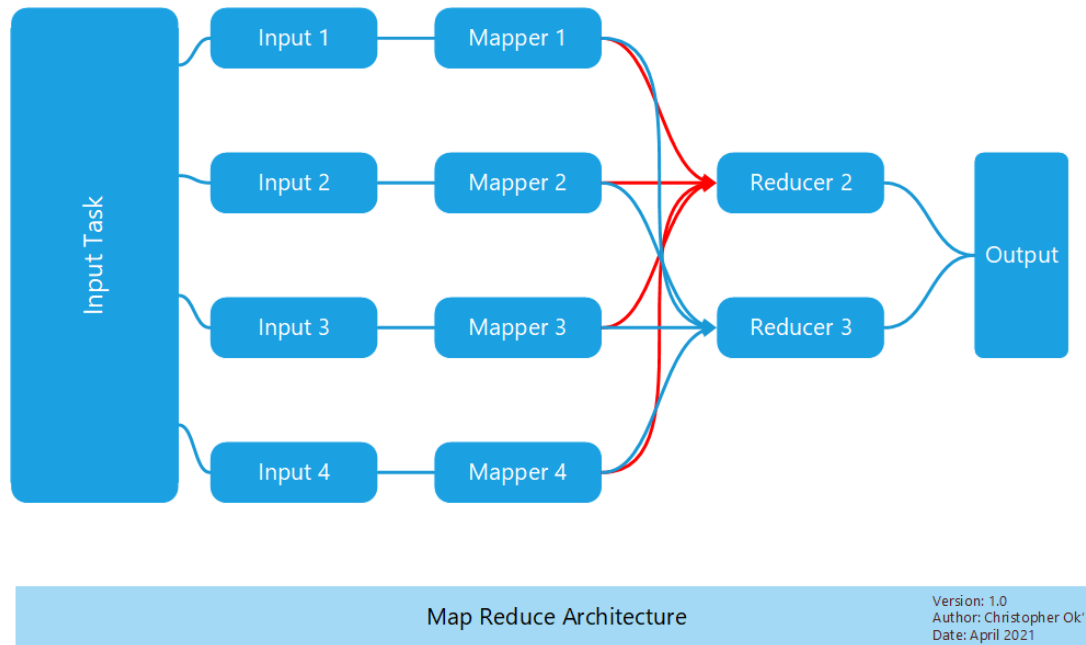 Input Task
Input 1
Mapper 1
Input 2
Mapper 2
Reducer 2
Input 3
Mapper 3
Reducer 3
Output
Input 4
Mapper 4
Map Reduce Architecture
Version: 1.0
Author: Christopher
Date: April 2021